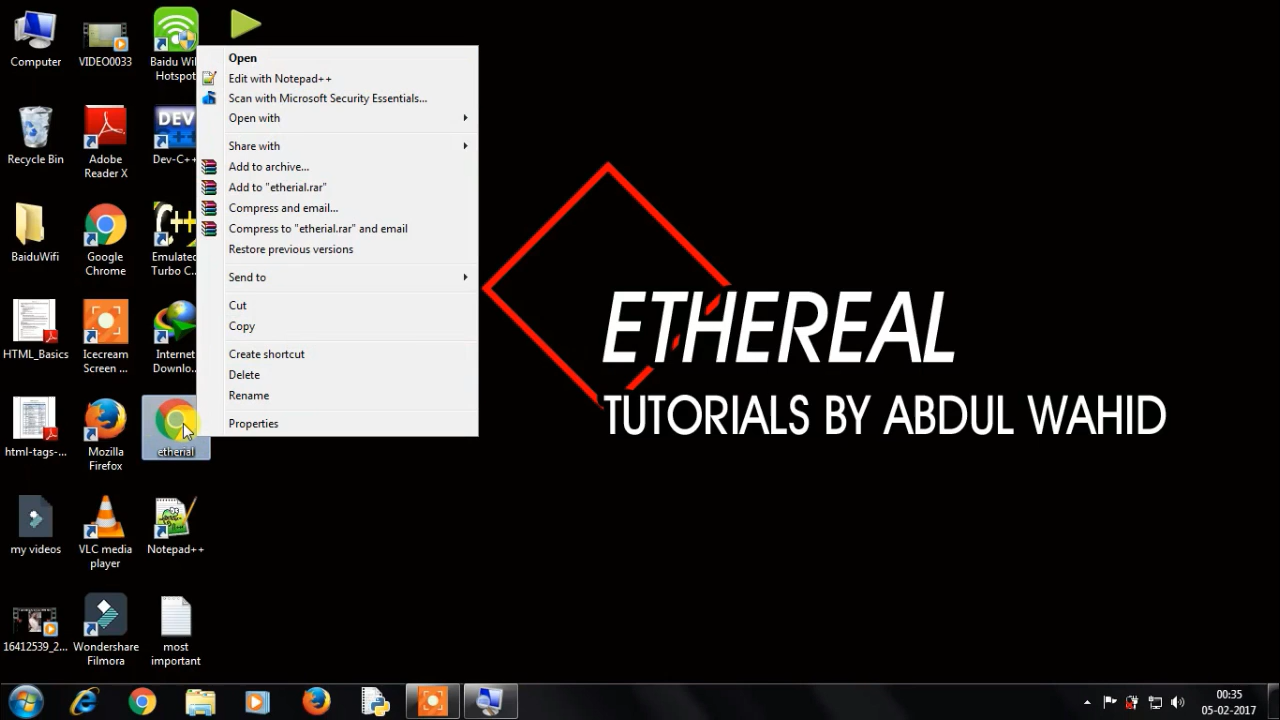 Computer
VIDEO0033
Baidu Wi
Hotspot
Recycle Bin
Adobe
Reader X
Dev-C++
BaiduWifi
Google
Chrome
Emulated
Turbo C...
HTML_Basics
Icecream
Screen ...
Internet
Downlo...
html-tags-...
Mozilla
Firefox
etherial
my videos
VLC media
player
Notepad++
16412539_2...
Wondershare
Filmora
most
important
DEV
C++
Open
Edit with Notepad++
Scan with Microsoft Security Essentials...
Open with
Share with
Add to archive...
Add to "etherial.rar"
Compress and email...
Compress to "etherial.rar" and email
Restore previous versions
Send to
Cut
Copy
Create shortcut
Delete
Rename
Properties
ETHEREAL
TUTORIALS BY ABDUL WAHID
00:35
05-02-2017